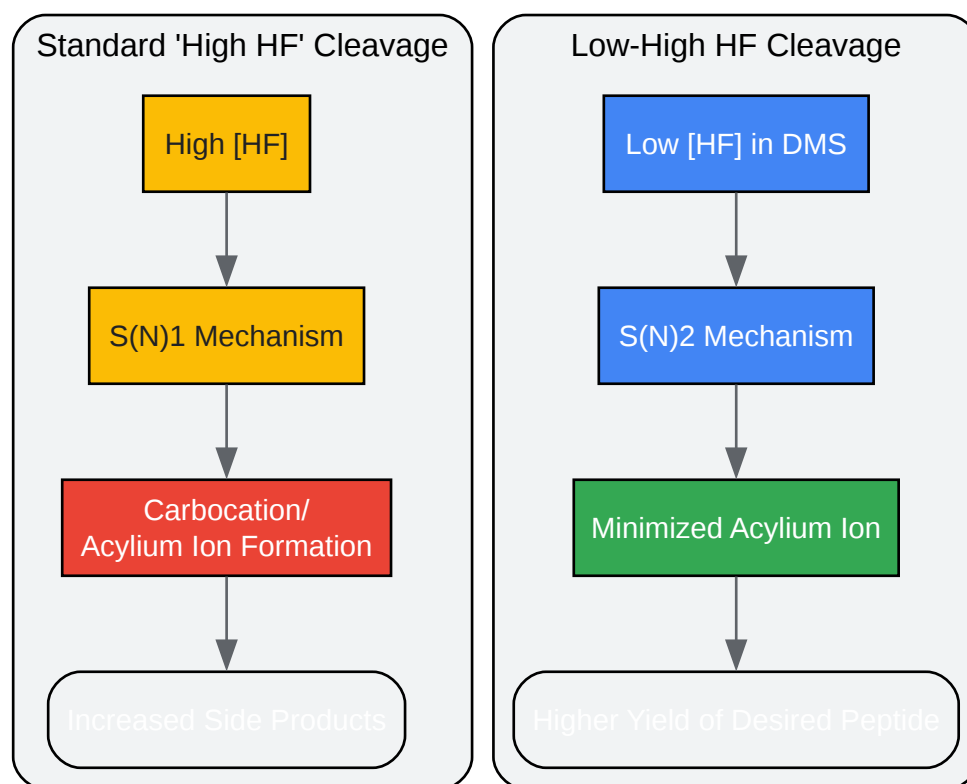 Standard 'High HF' Cleavage
High [HF]
S(N)1 Mechanism
Carbocation/
Acylium Ion Formation
Increased Side Products
Low-High HF Cleavage
Low [HF] in DMS
S(N)2 Mechanism
Minimized Acylium Ion
Higher Yield of Desired Peptide